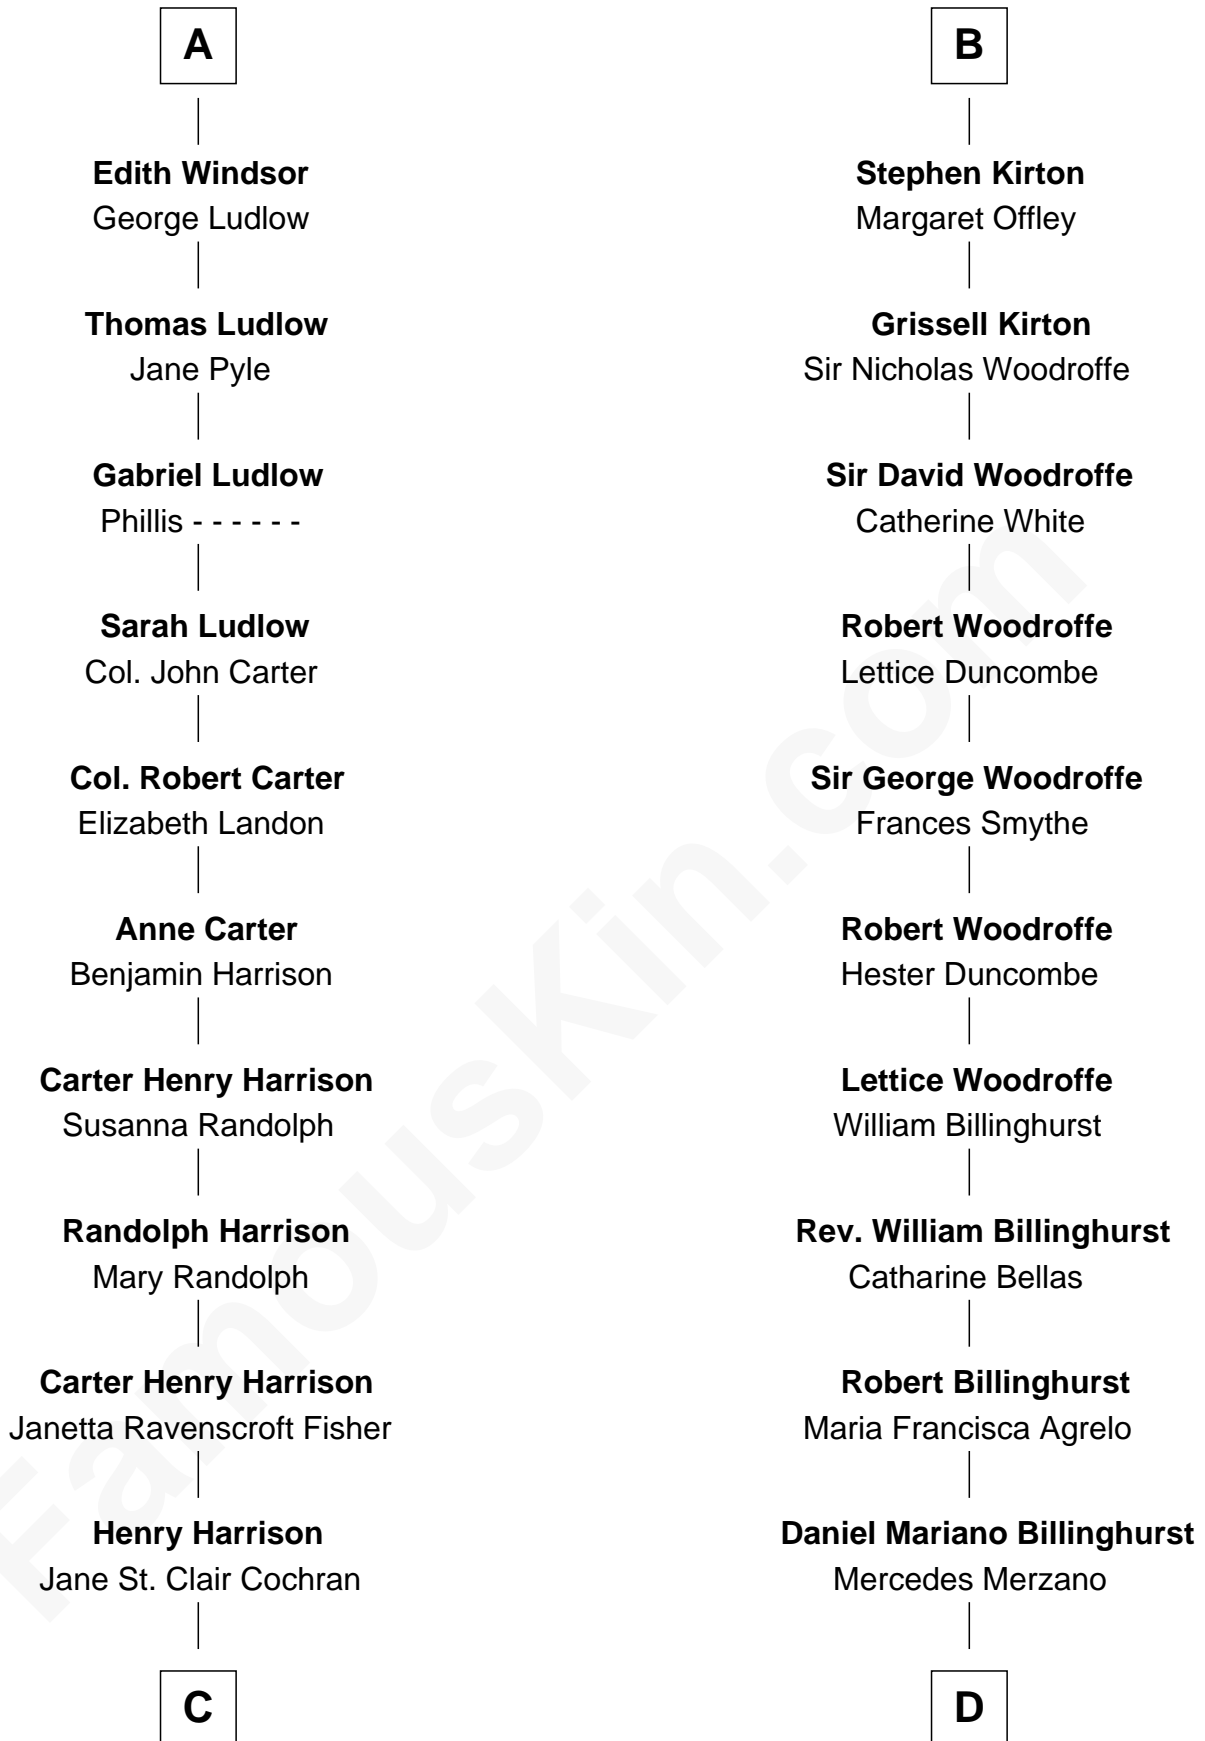 A
Edith Windsor
George Ludlow
Thomas Ludlow
Jane Pyle
Gabriel Ludlow
Phillis - - - - - -
Sarah Ludlow
Col. John Carter
Col. Robert Carter
Elizabeth Landon
Anne Carter
Benjamin Harrison
Carter Henry Harrison
Susanna Randolph
Randolph Harrison
Mary Randolph
Carter Henry Harrison
Janetta Ravenscroft Fisher
Henry Harrison
Jane St. Clair Cochran
C
B
Stephen Kirton
Margaret Offley
Grissell Kirton
Sir Nicholas Woodroffe
Sir David Woodroffe
Catherine White
Robert Woodroffe
Lettice Duncombe
Sir George Woodroffe
Frances Smythe
Robert Woodroffe
Hester Duncombe
Lettice Woodroffe
William Billinghurst
Rev. William Billinghurst
Catharine Bellas
Robert Billinghurst
Maria Francisca Agrelo
Daniel Mariano Billinghurst
Mercedes Merzano
D
FamousKin.com